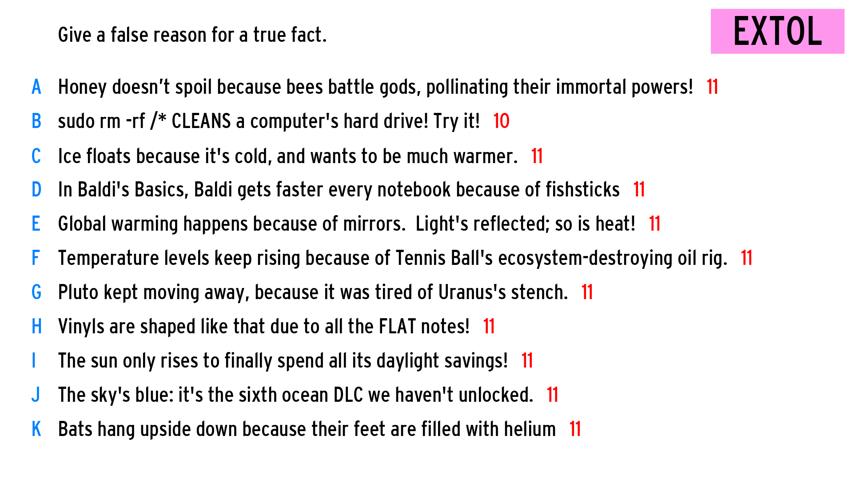 Give a false reason for a true fact.
EXTOL
A Honey doesn’t spoil because bees battle gods, pollinating their immortal powers! 11
B sudo rm -rf /* CLEANS a computer's hard drive! Try it! 10
C Ice floats because it's cold, and wants to be much warmer. 11
D In Baldi's Basics, Baldi gets faster every notebook because of fishsticks 11
E Global warming happens because of mirrors.  Light's reflected; so is heat! 11
F Temperature levels keep rising because of Tennis Ball's ecosystem-destroying oil rig. 11
G Pluto kept moving away, because it was tired of Uranus's stench. 11
H Vinyls are shaped like that due to all the FLAT notes! 11
I The sun only rises to finally spend all its daylight savings! 11
J The sky's blue: it's the sixth ocean DLC we haven't unlocked. 11
K Bats hang upside down because their feet are filled with helium 11